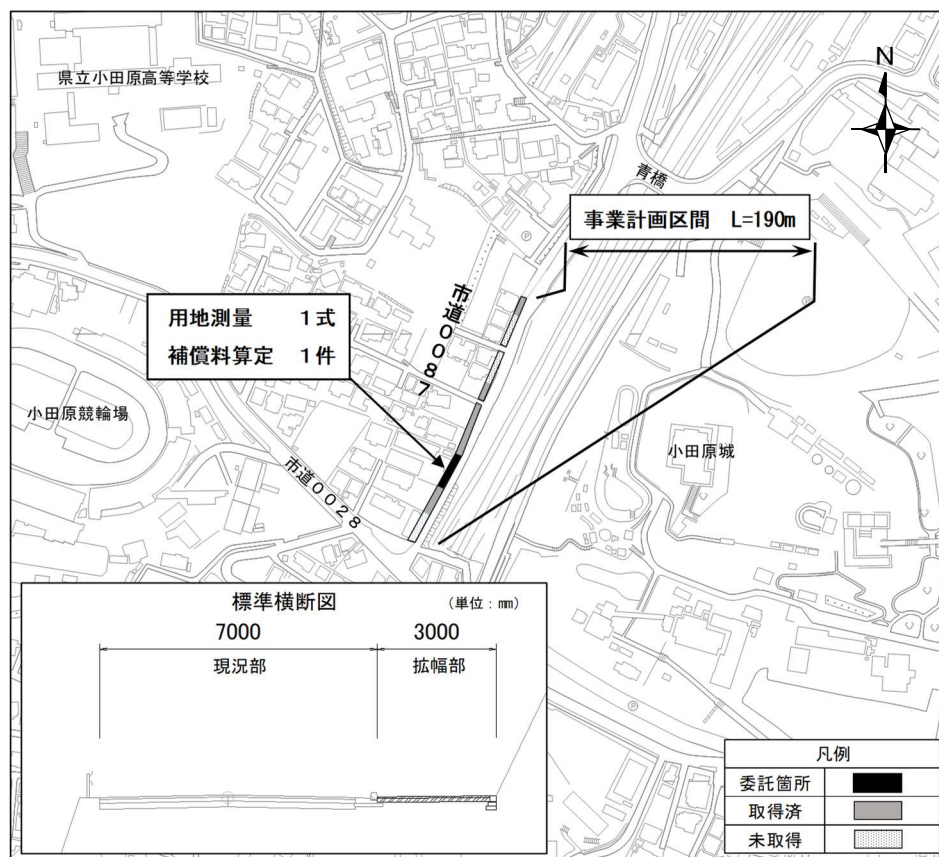 県立小田原高等学校
N
青橋
事業計画区間 L=190m
市道0087
用地測量 1式
補償料算定 1件
小田原競輪場
市道0028
小田原城
標準横断図 (単位:mm)
7000 3000
現況部 拡幅部
凡例
委託箇所
取得済
未取得
P
P
P